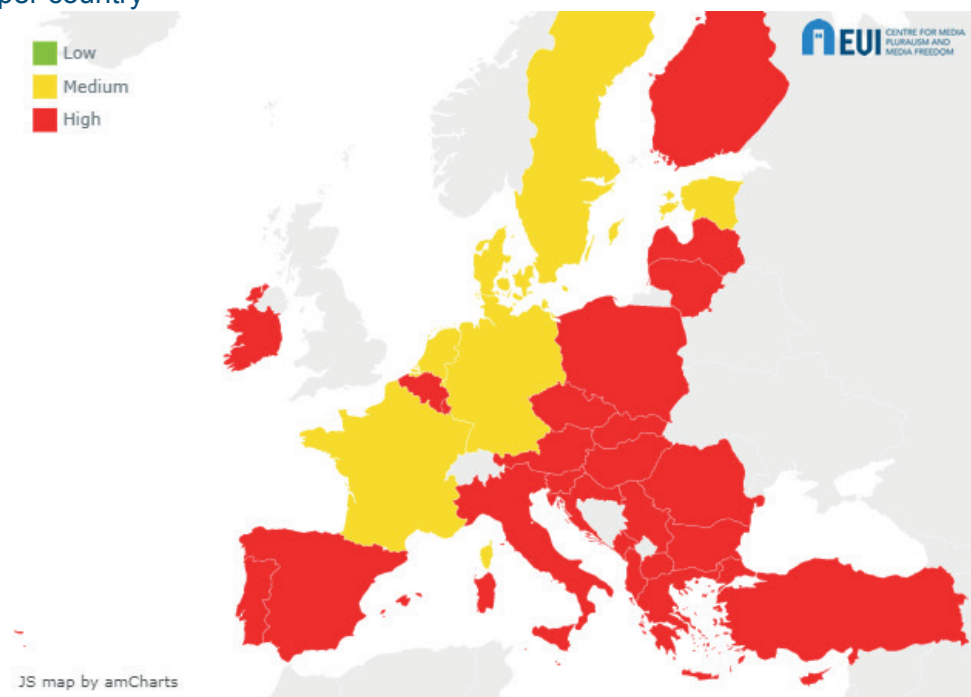 per country
Low
Medium
High
EUI
CENTRE FOR MEDIA
PLURALISM AND
MEDIA FREEDOM
JS map by amCharts